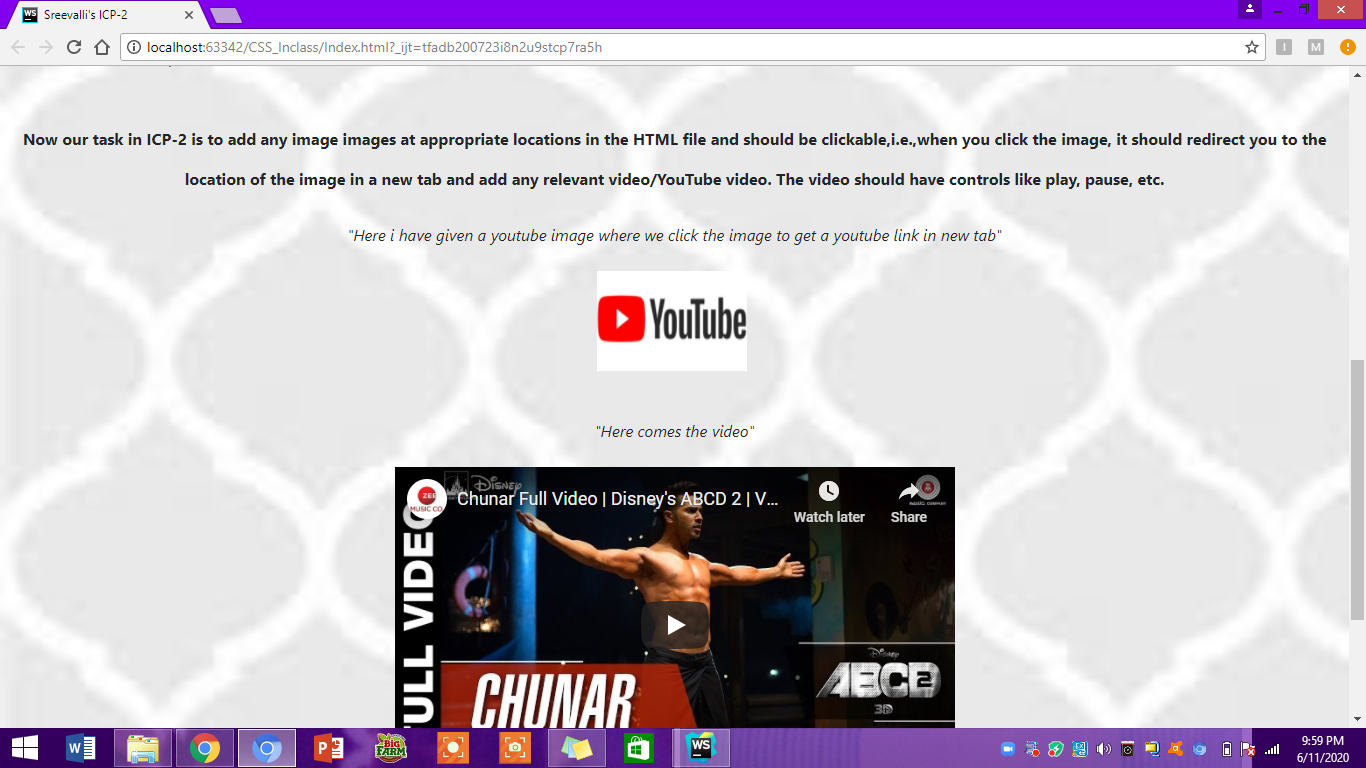 WS Sreevalli's ICP-2
localhost:63342/CSS_Inclass/Index.html?_ijt=tfadb200723i8n2u9stcp7ra5h
I
M
Now our task in ICP-2 is to add any image images at appropriate locations in the HTML file and should be clickable,i.e.,when you click the image, it should redirect you to the
location of the image in a new tab and add any relevant video/YouTube video. The video should have controls like play, pause, etc.
"Here i have given a youtube image where we click the image to get a youtube link in new tab"
YouTube
"Here comes the video"
Disney
ZEE
MUSIC CO.
Chunar Full Video | Disney's ABCD 2 | V...
Watch later
Share
FULL VIDEO
CHUNAR
Disney
ABCD 2
3D
BIG
FARM
WS
9:59 PM
6/11/2020